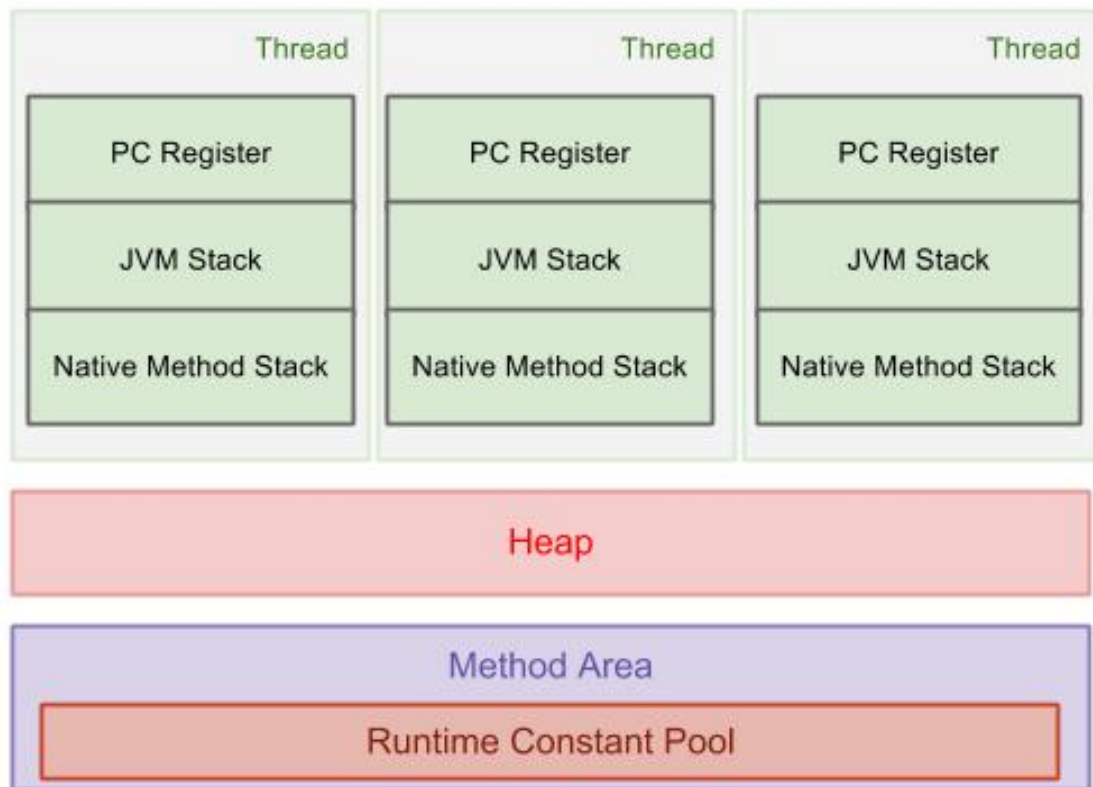 Thread
Thread
Thread
PC Register
PC Register
PC Register
JVM Stack
JVM Stack
JVM Stack
Native Method Stack
Native Method Stack
Native Method Stack
Heap
Method Area
Runtime Constant Pool